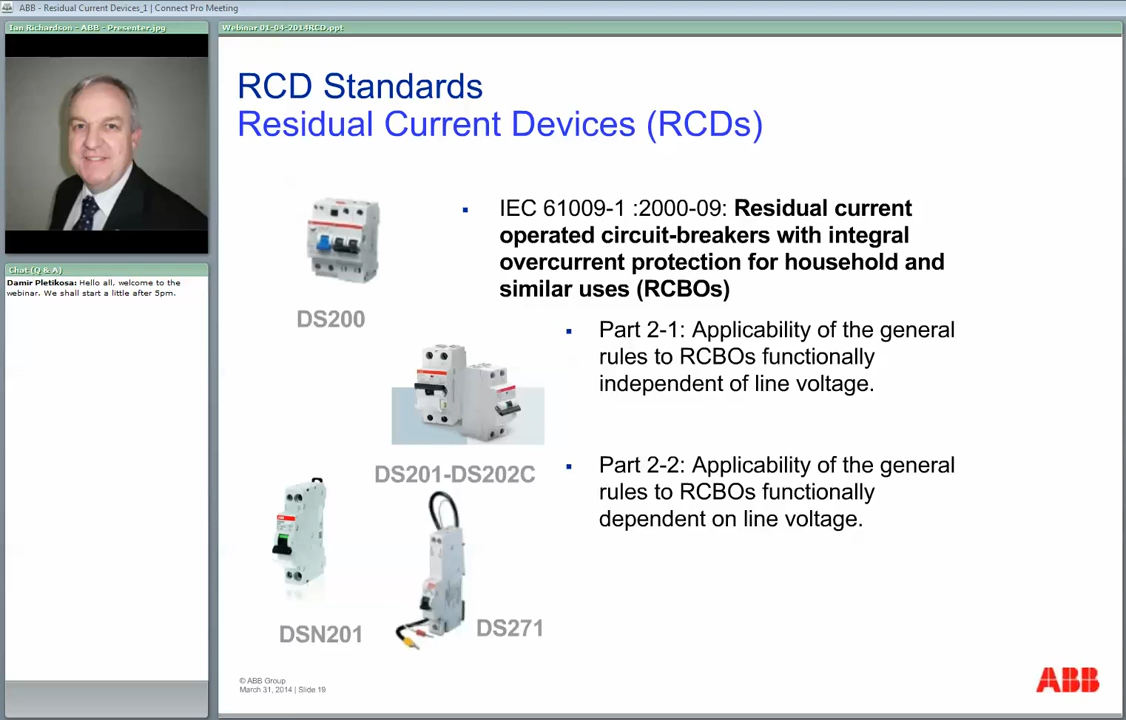 ABB - Residual Current Devices_1 | Connect Pro Meeting
Ian Richardson - ABB - Presenter.jpg
Webinar 01-04-2014RCD.ppt
Chat (Q & A)
Damir Pletikosa: Hello all, welcome to the
webinar. We shall start a little after 5pm.
RCD Standards
Residual Current Devices (RCDs)
▪ IEC 61009-1 :2000-09: Residual current
operated circuit-breakers with integral
overcurrent protection for household and
similar uses (RCBOs)
▪ Part 2-1: Applicability of the general
rules to RCBOs functionally
independent of line voltage.
▪ Part 2-2: Applicability of the general
rules to RCBOs functionally
dependent on line voltage.
DS200
DS201-DS202C
DSN201
DS271
© ABB Group
March 31, 2014 | Slide 19
ABB